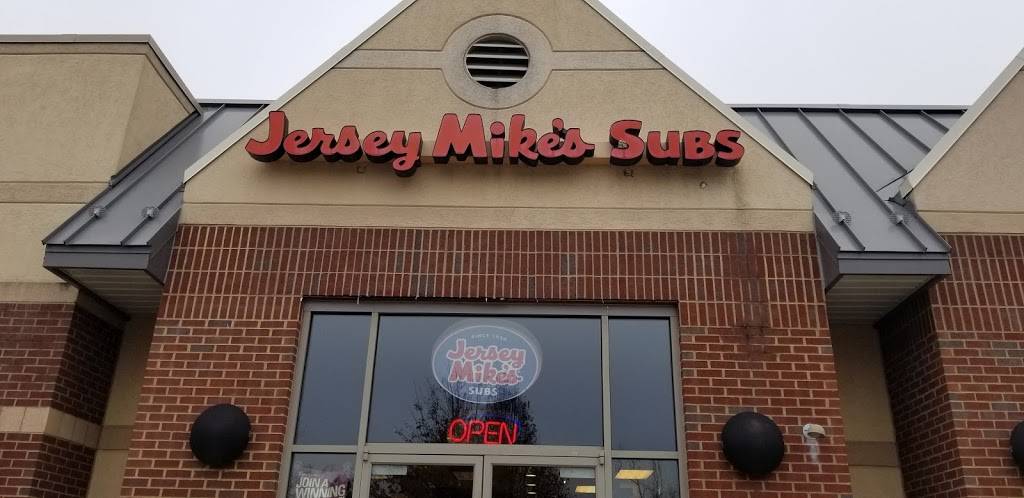 Jersey Mike's Subs
SINCE 1956
Jersey
Mike's
SUBS
OPEN
JOIN A
WINNING